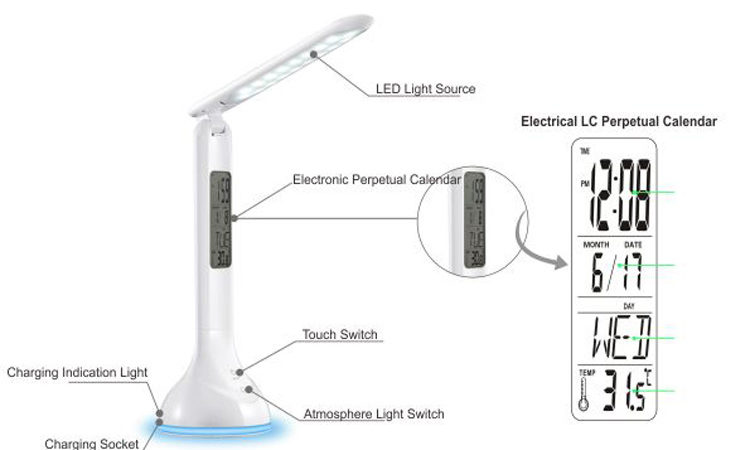 LED Light Source
Electrical LC Perpetual Calendar
TIME
PM 12:08
Electronic Perpetual Calendar
MONTH DATE
6/17
DAY
WED
Touch Switch
TEMP 31.5 °C
Charging Indication Light
Atmosphere Light Switch
Charging Socket